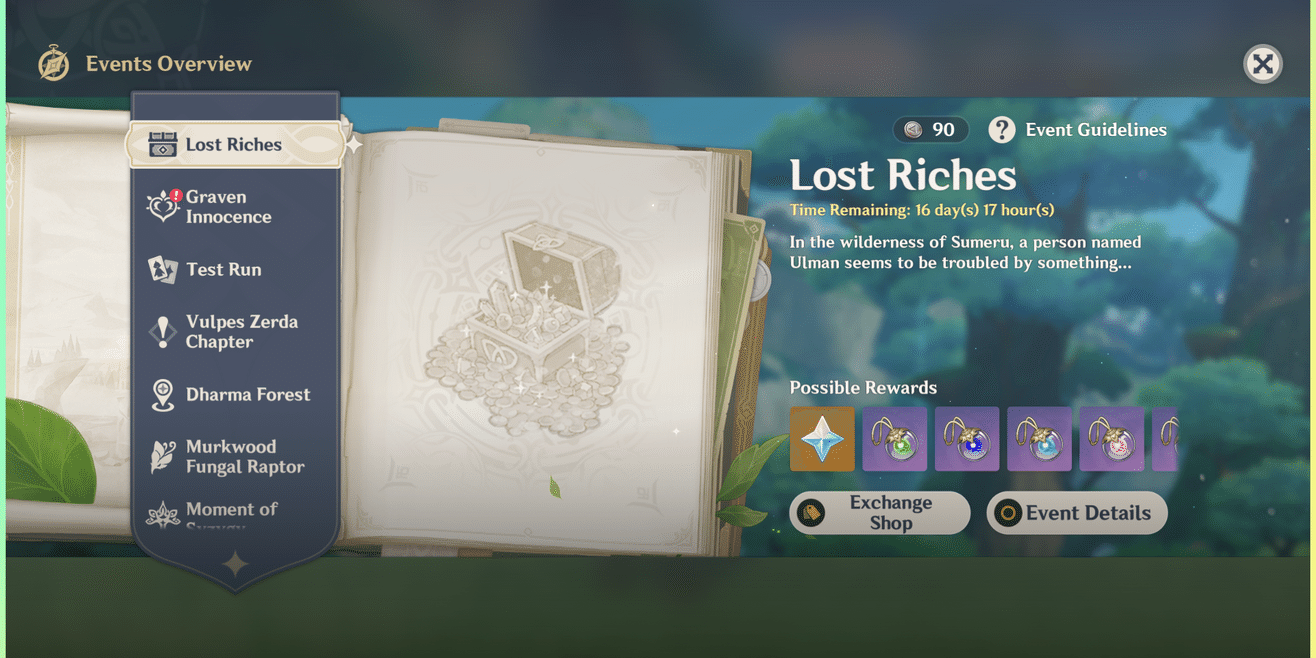 Events Overview
Lost Riches
Graven
Innocence
Test Run
Vulpes Zerda
Chapter
Dharma Forest
Murkwood
Fungal Raptor
Moment of
90
Event Guidelines
Lost Riches
Time Remaining: 16 day(s) 17 hour(s)
In the wilderness of Sumeru, a person named
Ulman seems to be troubled by something...
Possible Rewards
Exchange
Shop
Event Details